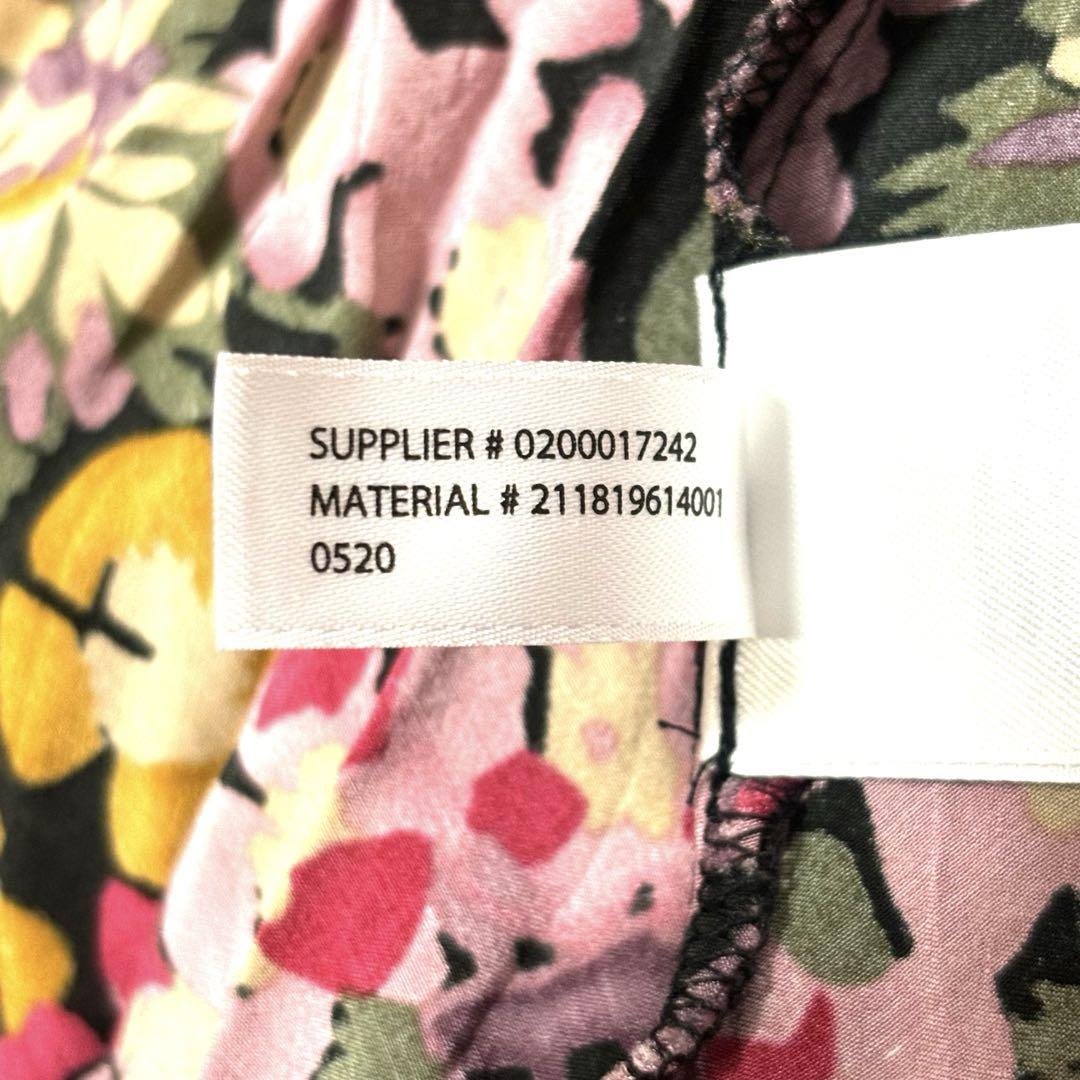 SUPPLIER # 0200017242
MATERIAL # 211819614001
0520